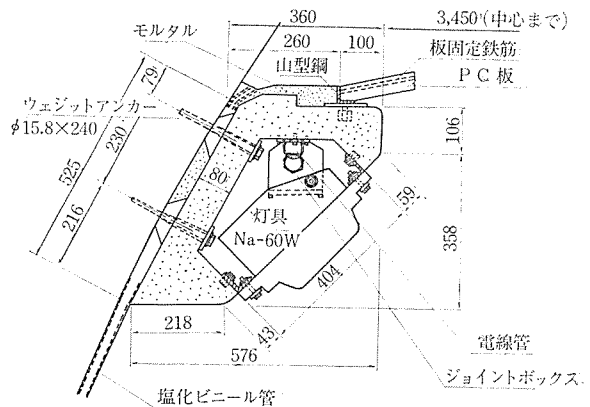 360
3,450(中心まで)
モルタル
260
100
板固定鉄筋
山型鋼
PC板
79
ウェジットアンカー
φ15.8×240
230
106
525
80
59
216
灯具
Na-60W
358
404
218
43
電線管
576
ジョイントボックス
塩化ビニール管